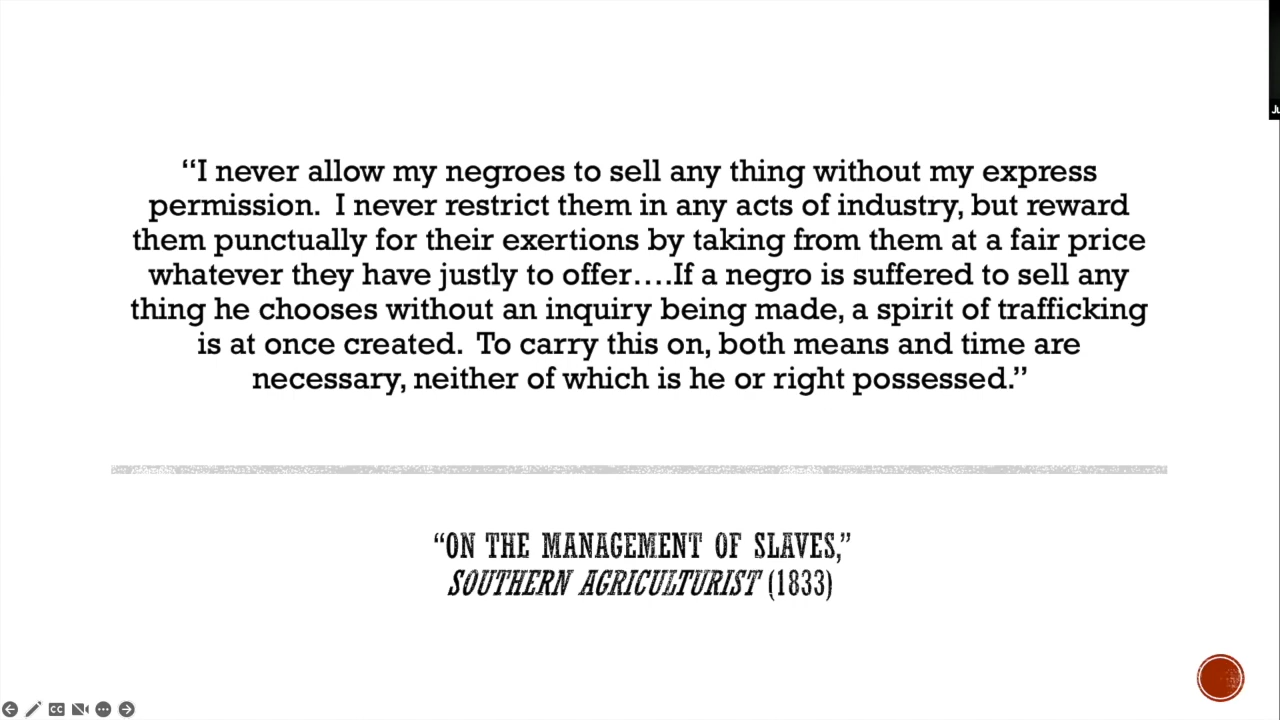 “I never allow my negroes to sell any thing without my express
permission.  I never restrict them in any acts of industry, but reward
them punctually for their exertions by taking from them at a fair price
whatever they have justly to offer….If a negro is suffered to sell any
thing he chooses without an inquiry being made, a spirit of trafficking
is at once created.  To carry this on, both means and time are
necessary, neither of which is he or right possessed.”
“ON THE MANAGEMENT OF SLAVES,”
SOUTHERN AGRICULTURIST (1833)
CC